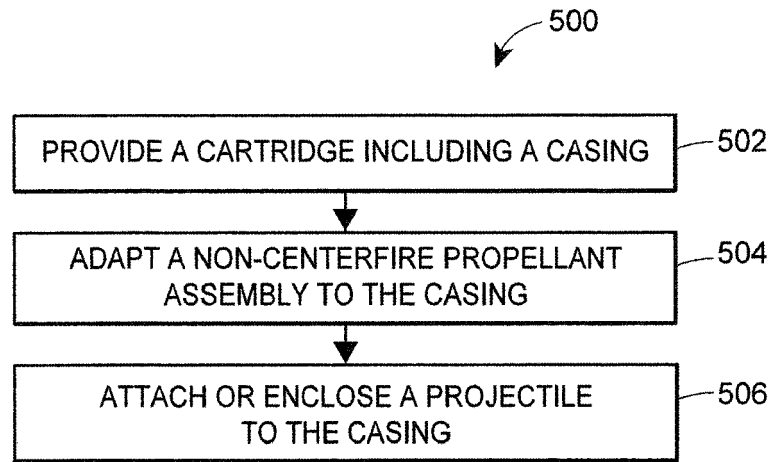 500
PROVIDE A CARTRIDGE INCLUDING A CASING
502
ADAPT A NON-CENTERFIRE PROPELLANT
ASSEMBLY TO THE CASING
504
ATTACH OR ENCLOSE A PROJECTILE
TO THE CASING
506